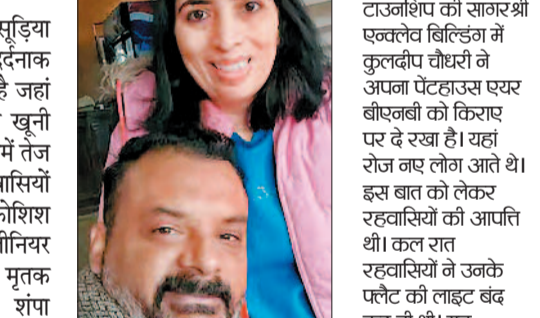 सूड़िया
र्दनाक
है जहां
खूनी
में तेज
वासियों
कोशिश
नीनियर
मृतक
शंपा
टाउनशिप की सागरश्री
एन्क्लेव बिल्डिंग में
कुलदीप चौधरी ने
अपना पेंटहाउस एयर
बीएनबी को किराए
पर दे रखा है। यहां
रोज नए लोग आते थे।
इस बात को लेकर
रहवासियों की आपत्ति
थी। कल रात
रहवासियों ने उनके
फ्लैट की लाइट बंद